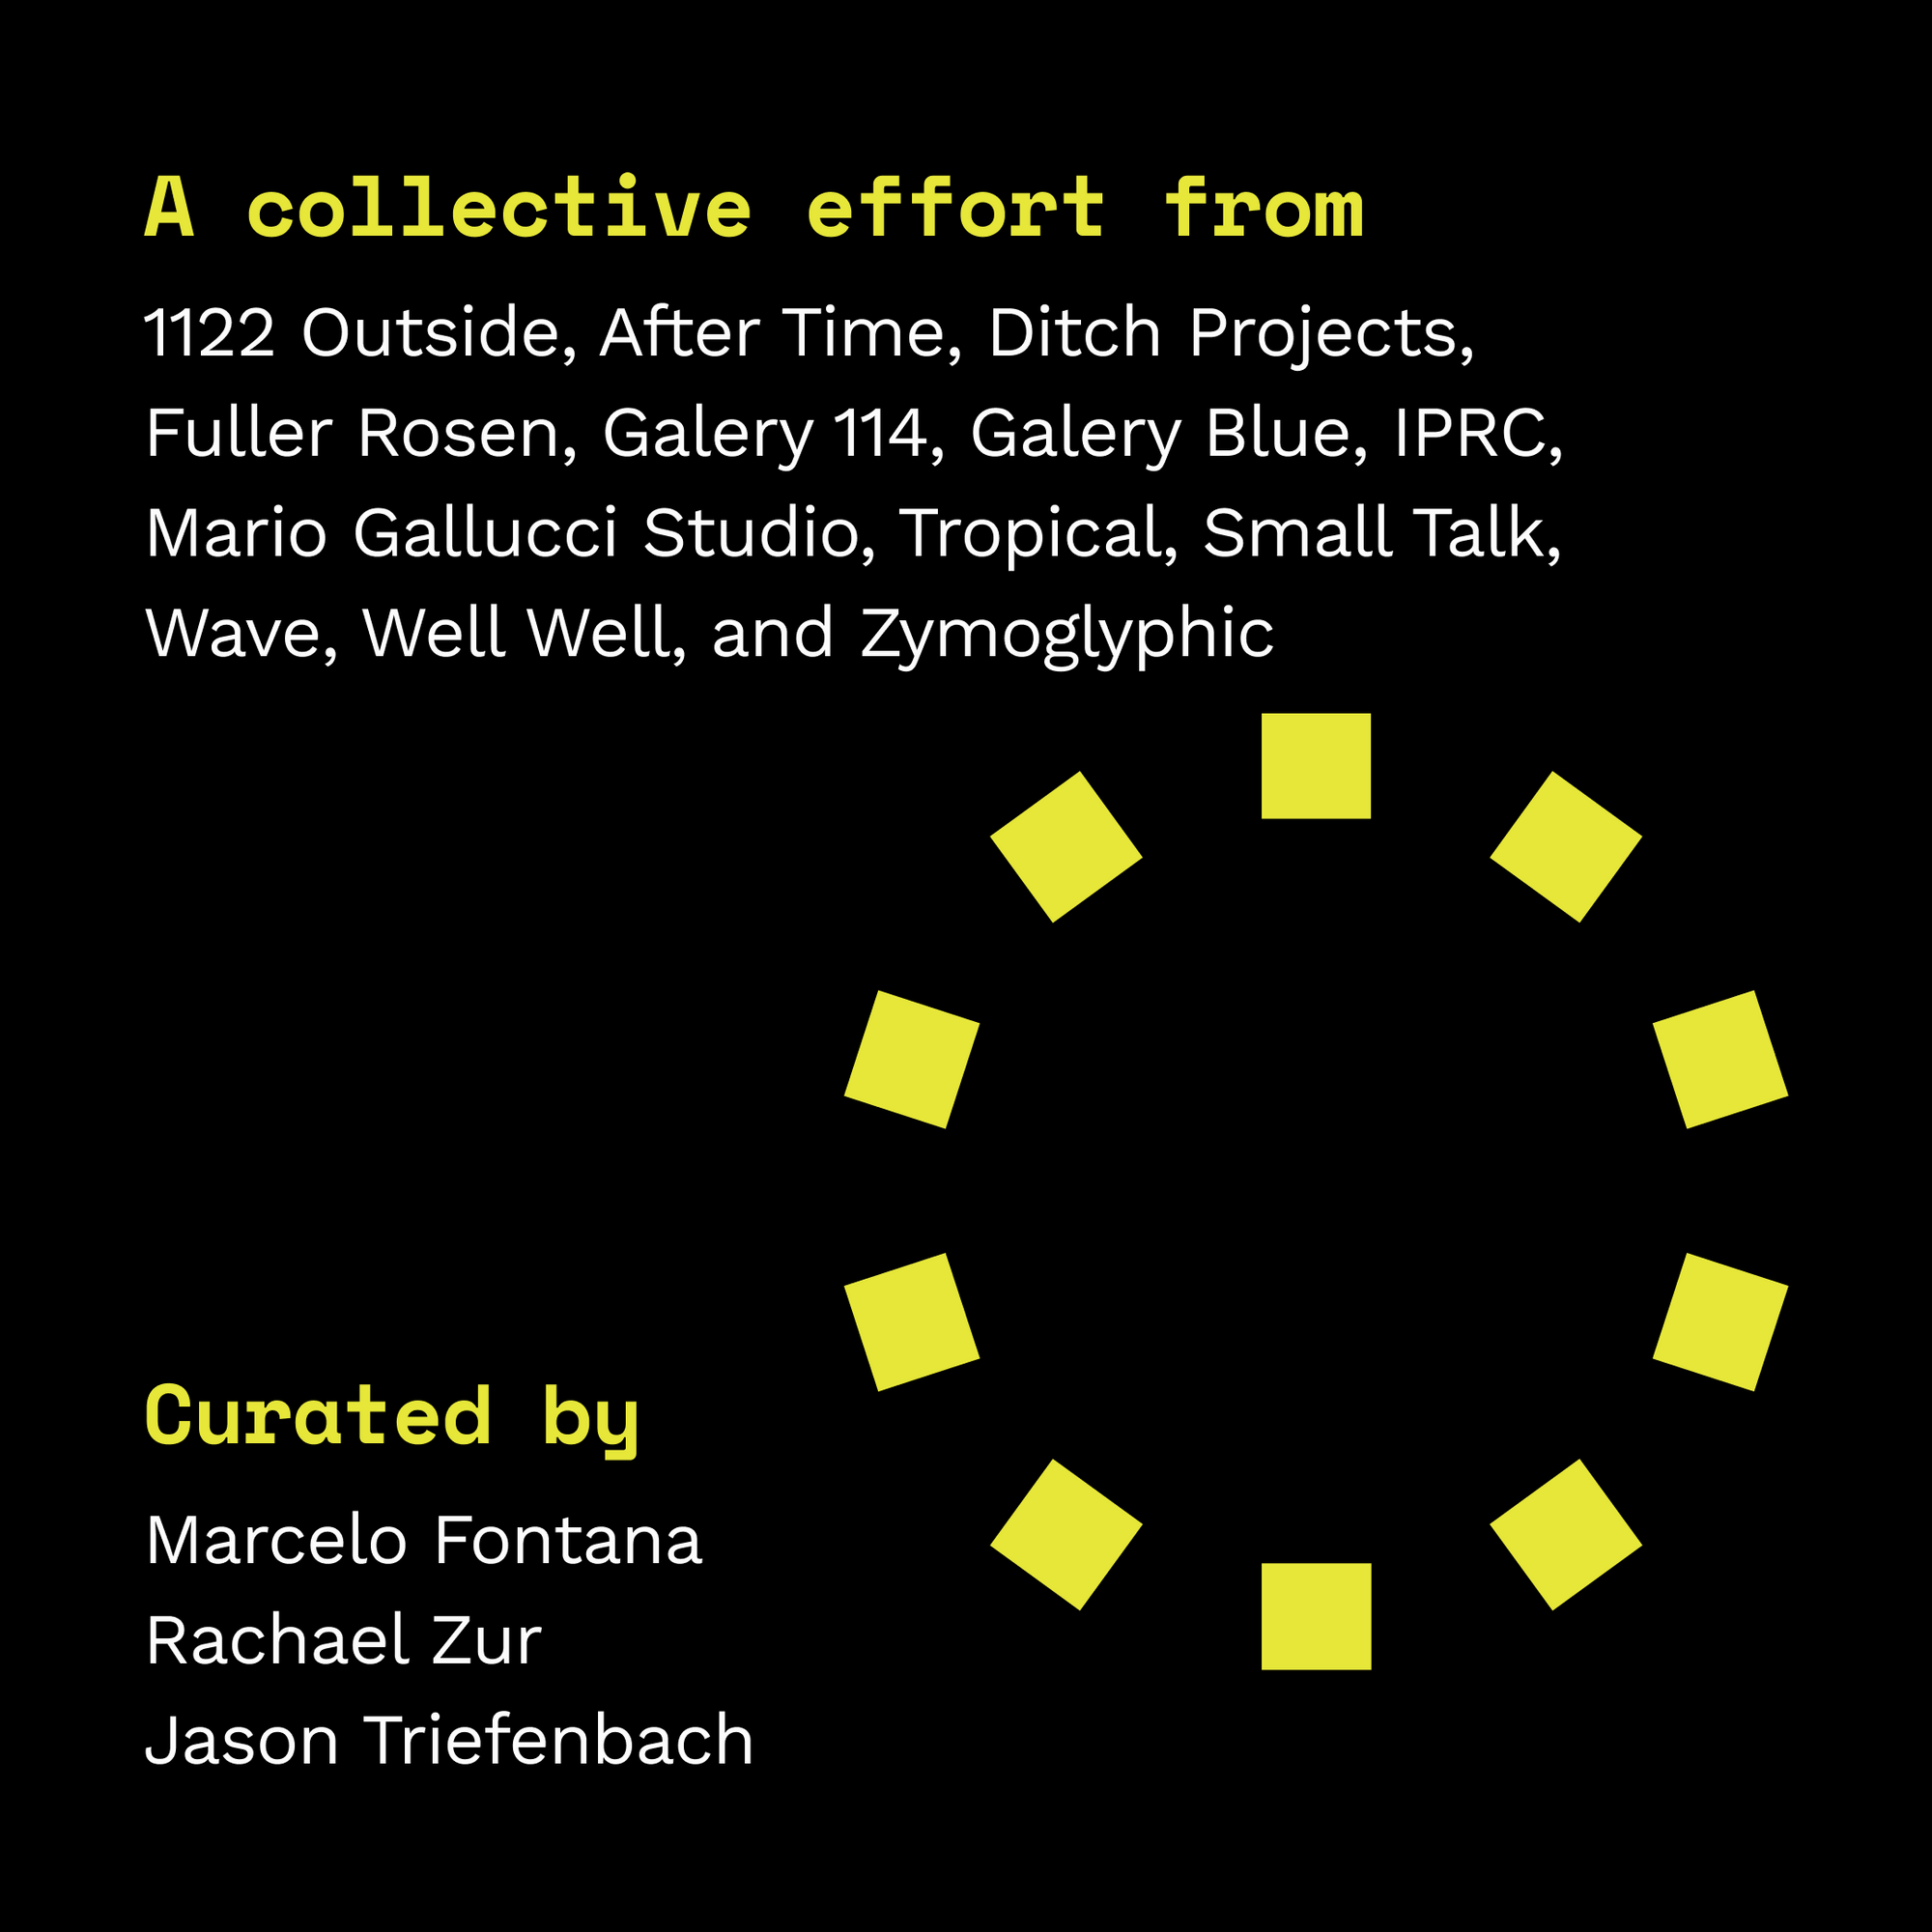 A collective effort from
1122 Outside, After Time, Ditch Projects,
Fuller Rosen, Galery 114, Galery Blue, IPRC,
Mario Gallucci Studio, Tropical, Small Talk,
Wave, Well Well, and Zymoglyphic
Curated by
Marcelo Fontana
Rachael Zur
Jason Triefenbach